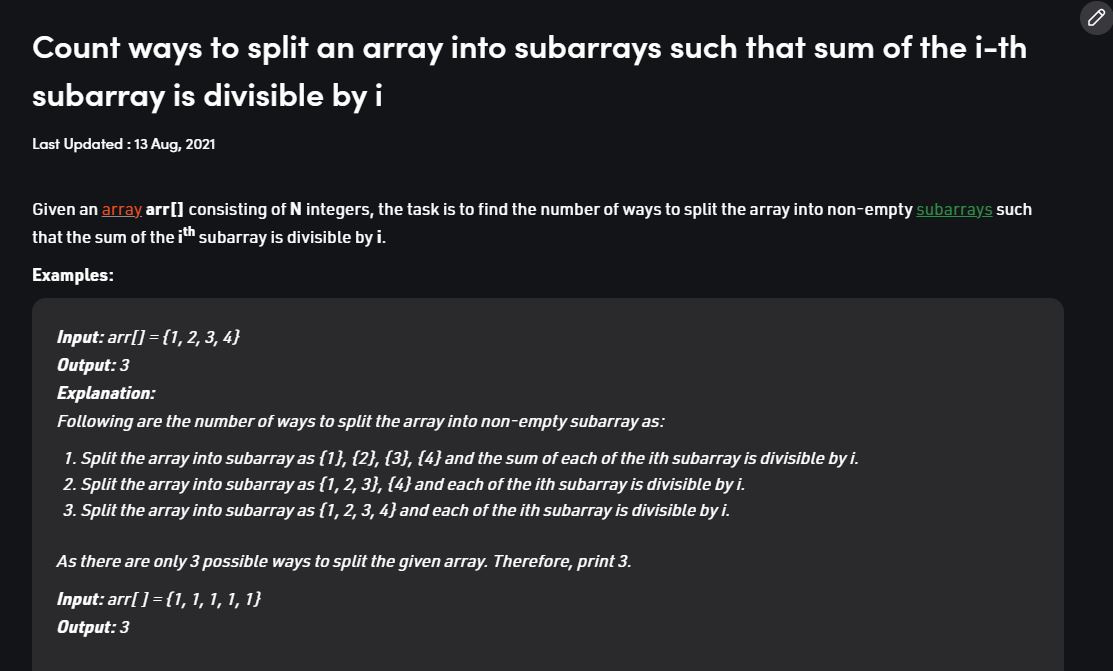 Count ways to split an array into subarrays such that sum of the i-th
subarray is divisible by i
Last Updated : 13 Aug, 2021
Given an array arr[] consisting of N integers, the task is to find the number of ways to split the array into non-empty subarrays such
that the sum of the ith subarray is divisible by i.
Examples:
Input: arr[] = {1, 2, 3, 4}
Output: 3
Explanation:
Following are the number of ways to split the array into non-empty subarray as:
1. Split the array into subarray as {1}, {2}, {3}, {4} and the sum of each of the ith subarray is divisible by i.
2. Split the array into subarray as {1, 2, 3}, {4} and each of the ith subarray is divisible by i.
3. Split the array into subarray as {1, 2, 3, 4} and each of the ith subarray is divisible by i.
As there are only 3 possible ways to split the given array. Therefore, print 3.
Input: arr[ ] = {1, 1, 1, 1, 1}
Output: 3